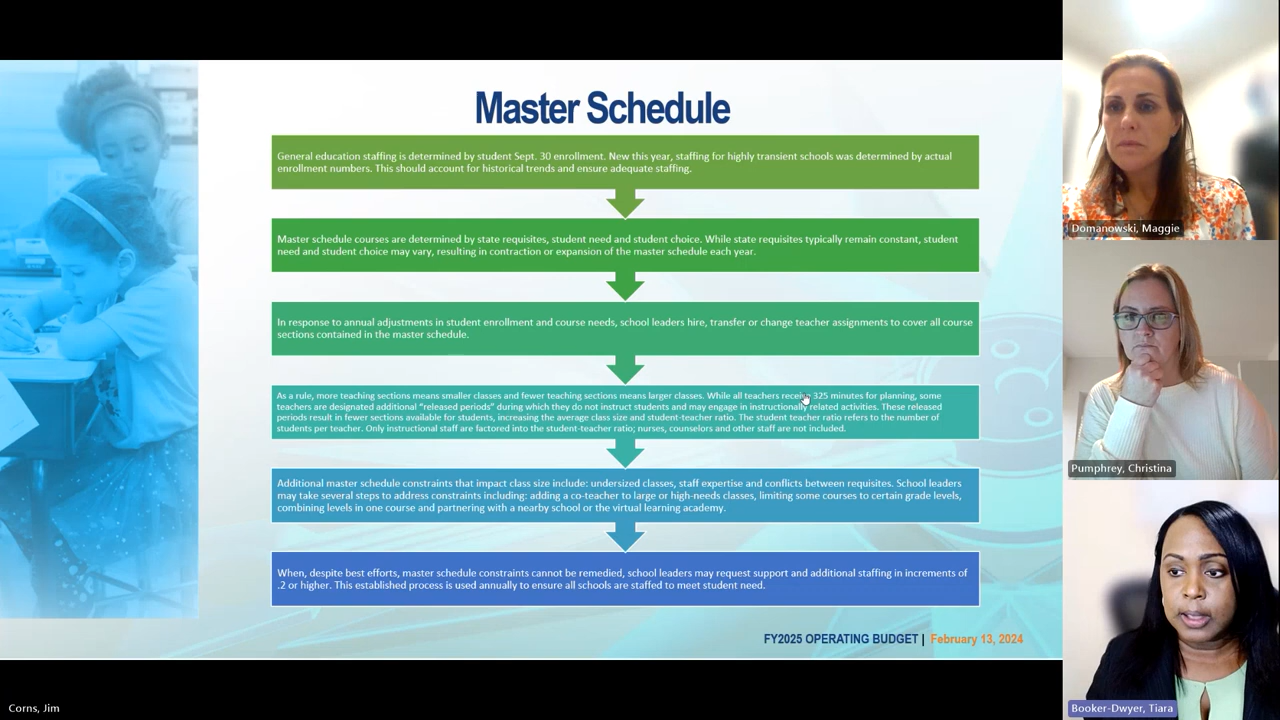 Master Schedule
General education staffing is determined by student Sept. 30 enrollment. New this year, staffing for highly transient schools was determined by actual
enrollment numbers. This should account for historical trends and ensure adequate staffing.
Master schedule courses are determined by state requisites, student need and student choice. While state requisites typically remain constant, student
need and student choice may vary, resulting in contraction or expansion of the master schedule each year.
In response to annual adjustments in student enrollment and course needs, school leaders hire, transfer or change teacher assignments to cover all course
sections contained in the master schedule.
As a rule, more teaching sections means smaller classes and fewer teaching sections means larger classes. While all teachers receive 325 minutes for planning, some
teachers are designated additional “released periods” during which they do not instruct students and may engage in instructionally related activities. These released
periods result in fewer sections available for students, increasing the average class size and student-teacher ratio. The student teacher ratio refers to the number of
students per teacher. Only instructional staff are factored into the student-teacher ratio; nurses, counselors and other staff are not included.
Additional master schedule constraints that impact class size include: undersized classes, staff expertise and conflicts between requisites. School leaders
may take several steps to address constraints including: adding a co-teacher to large or high-needs classes, limiting some courses to certain grade levels,
combining levels in one course and partnering with a nearby school or the virtual learning academy.
When, despite best efforts, master schedule constraints cannot be remedied, school leaders may request support and additional staffing in increments of
.2 or higher. This established process is used annually to ensure all schools are staffed to meet student need.
FY2025 OPERATING BUDGET | February 13, 2024
Corns, Jim
Domanowski, Maggie
Pumphrey, Christina
Booker-Dwyer, Tiara